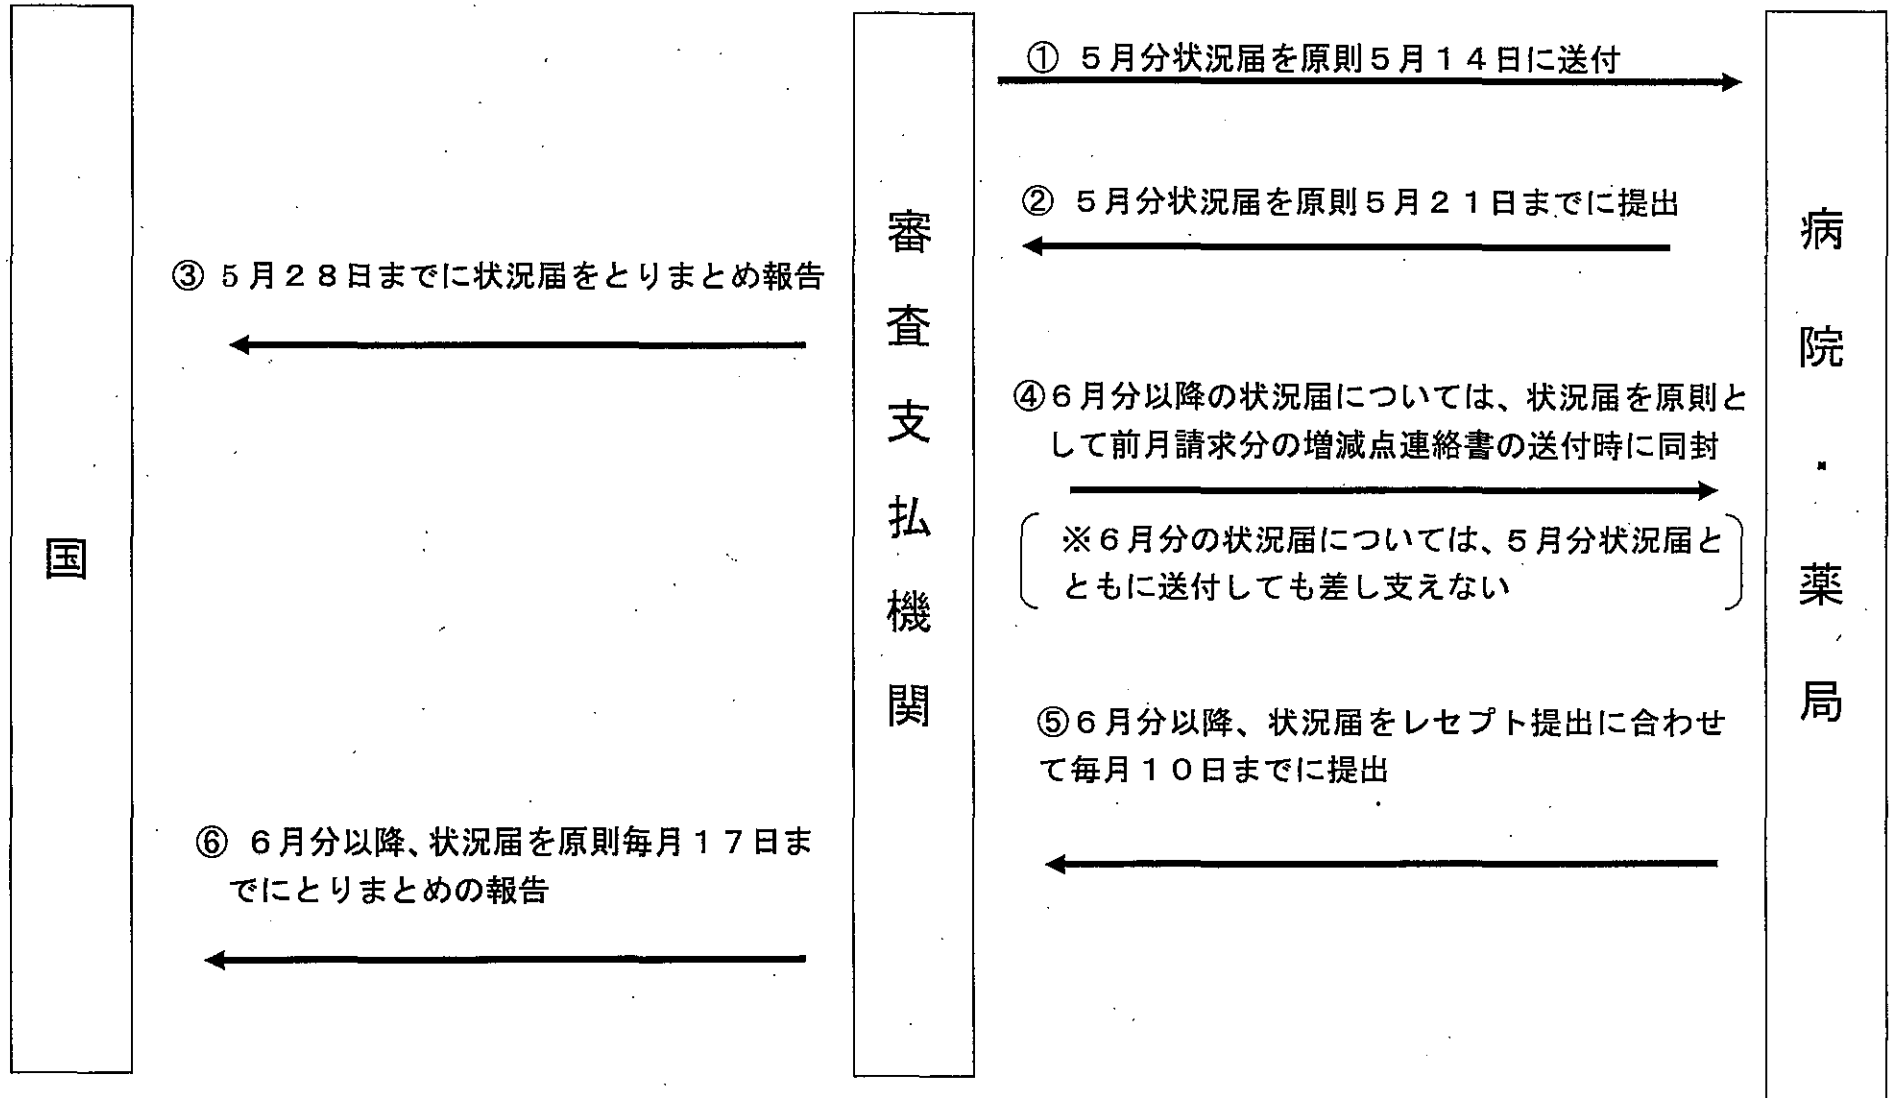 国
審査支払機関
病院・薬局
① ５月分状況届を原則５月１４日に送付
② ５月分状況届を原則５月２１日までに提出
③ 5月２８日までに状況届をとりまとめ報告
④６月分以降の状況届については、状況届を原則と
して前月請求分の増減点連絡書の送付時に同封
※６月分の状況届については、５月分状況届と
ともに送付しても差し支えない
⑤６月分以降、状況届をレセプト提出に合わせ
て毎月１０日までに提出
⑥ ６月分以降、状況届を原則毎月１７日ま
でにとりまとめの報告